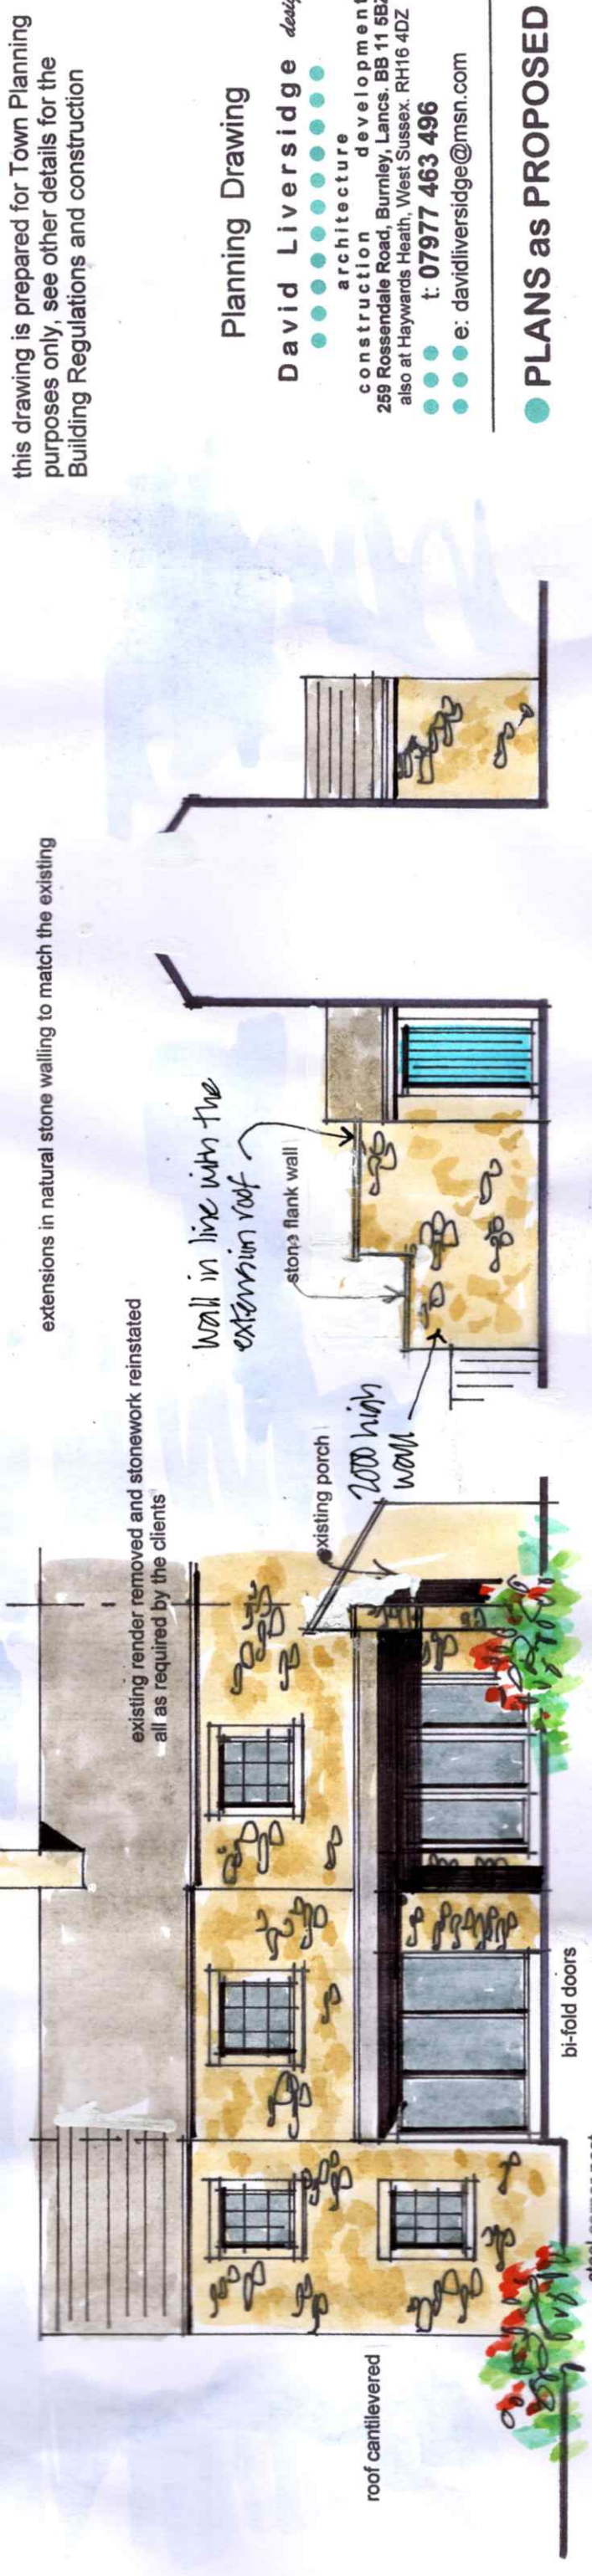 this drawing is prepared for Town Planning
purposes only, see other details for the
Building Regulations and construction
Planning Drawing
David Liversidge
architecture
construction development
259 Rossendale Road, Burnley, Lancs. BB 11 5BZ
also at Haywards Heath, West Sussex. RH16 4DZ
t: 07977 463 496
e: davidliversidge@msn.com
PLANS as PROPOSED
extensions in natural stone walling to match the existing
wall in line with the
extension roof
stone flank wall
2000 high
wall
existing render removed and stonework reinstated
all as required by the clients
existing porch
bi-fold doors
roof cantilevered